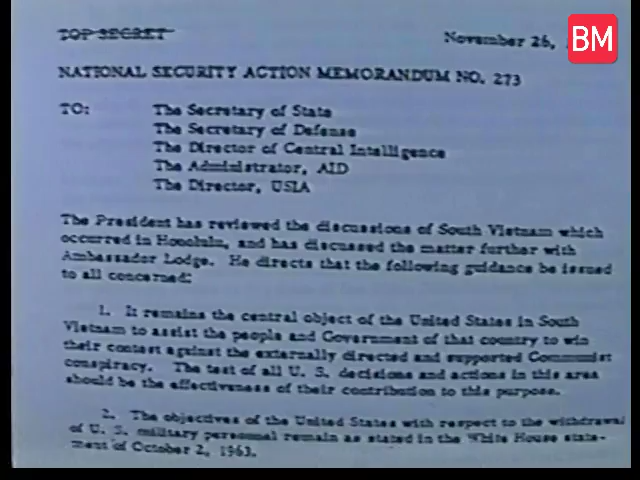 TOP SECRET
November 26,
BM
NATIONAL SECURITY ACTION MEMORANDUM NO. 273
TO:
The Secretary of State
The Secretary of Defense
The Director of Central Intelligence
The Administrator, AID
The Director, USIA
The President has reviewed the discussions of South Vietnam which
occurred in Honolulu, and has discussed the matter further with
Ambassador Lodge. He directs that the following guidance be issued
to all concerned:
1. It remains the central object of the United States in South
Vietnam to assist the people and Government of that country to win
their contest against the externally directed and supported Communist
conspiracy. The test of all U. S. decisions and actions in this area
should be the effectiveness of their contribution to this purpose.
2. The objectives of the United States with respect to the withdrawal
of U. S. military personnel remain as stated in the White House state-
ment of October 2, 1963.